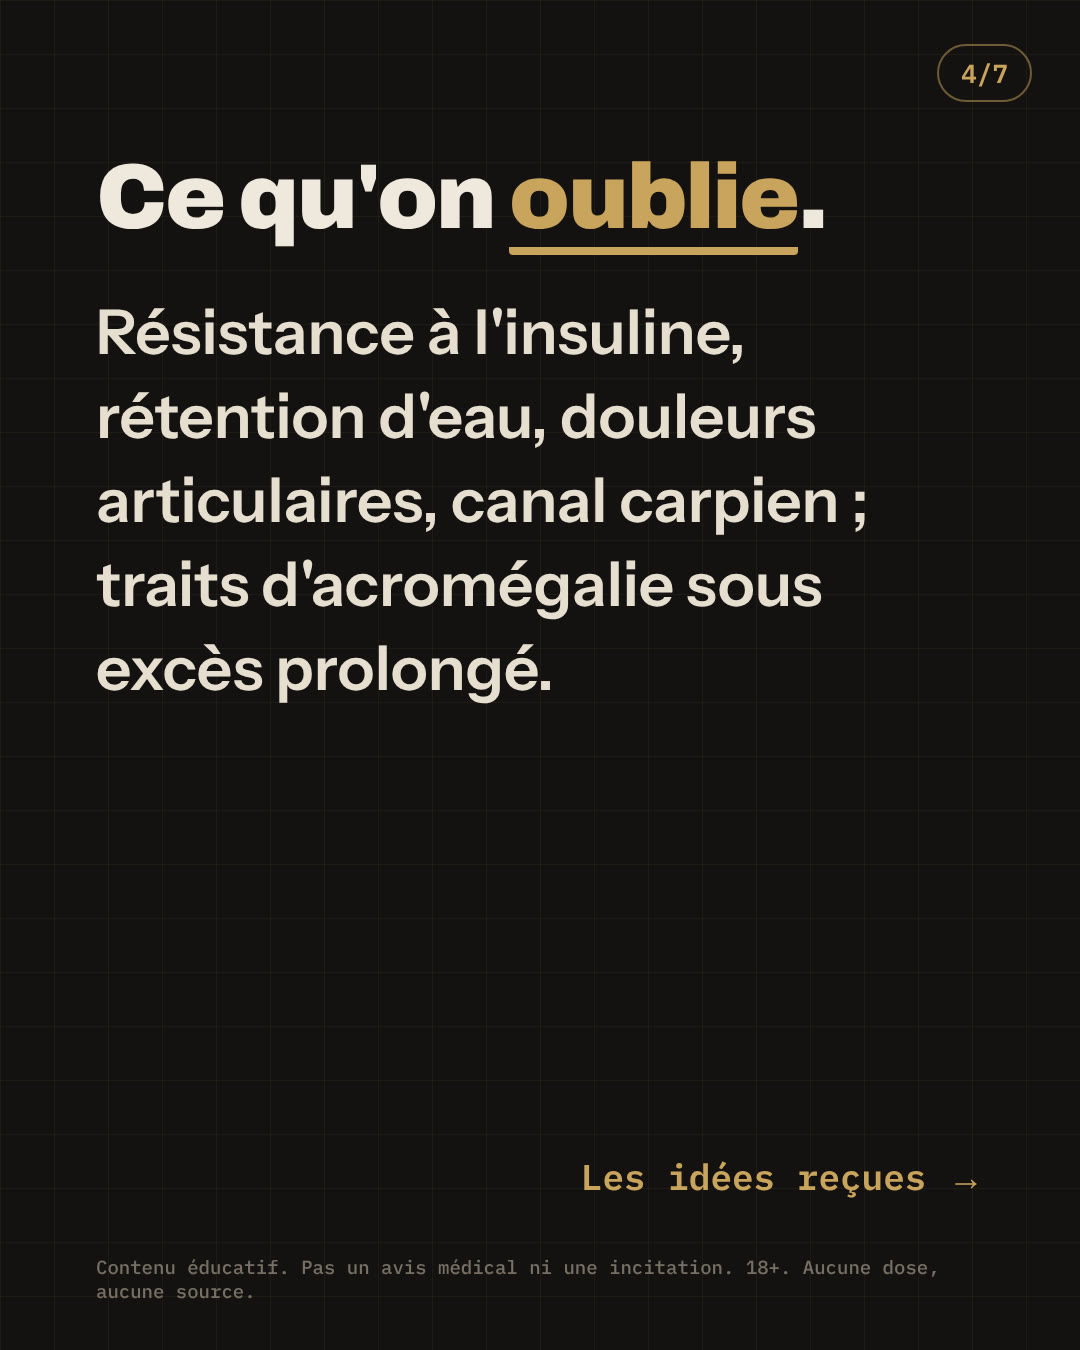 4/7
Ce qu'on oublie.
Résistance à l'insuline,
rétention d'eau, douleurs
articulaires, canal carpien ;
traits d'acromégalie sous
excès prolongé.
Les idées reçues →
Contenu éducatif. Pas un avis médical ni une incitation. 18+. Aucune dose,
aucune source.